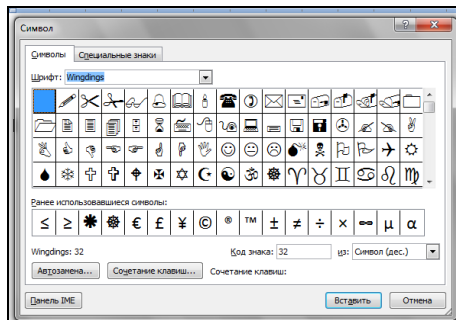 Символ
Символы Специальные знаки
Шрифт: Wingdings
Ранее использовавшиеся символы:
≤ ≥ ✱ ☸ € £ ¥ © ® ™ ± ≠ ÷ × ∞ µ α
Wingdings: 32 Код знака: 32 из: Символ (дес.)
Автозамена... Сочетание клавиш... Сочетание клавиш:
Панель IME Вставить Отмена